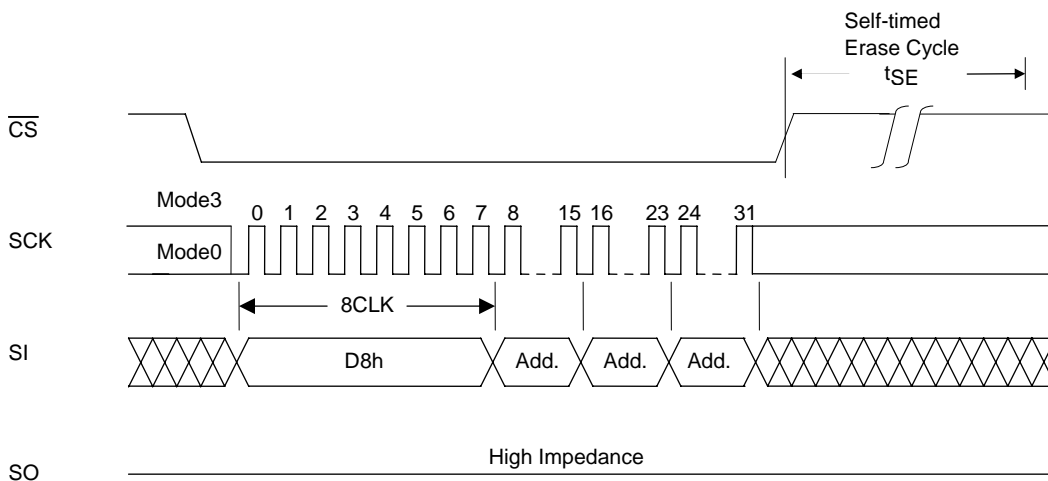 Self-timed
Erase Cycle
tSE
CS
Mode3
0 1 2 3 4 5 6 7 8 15 16 23 24 31
SCK
Mode0
8CLK
SI
D8h Add. Add. Add.
High Impedance
SO